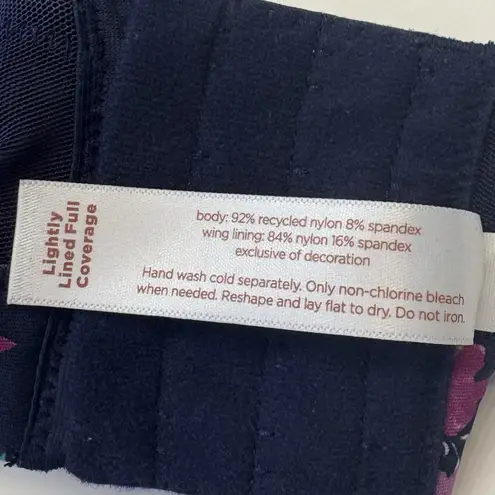 Lightly
Lined Full
Coverage
body: 92% recycled nylon 8% spandex
wing lining: 84% nylon 16% spandex
exclusive of decoration
Hand wash cold separately. Only non-chlorine bleach
when needed. Reshape and lay flat to dry. Do not iron.